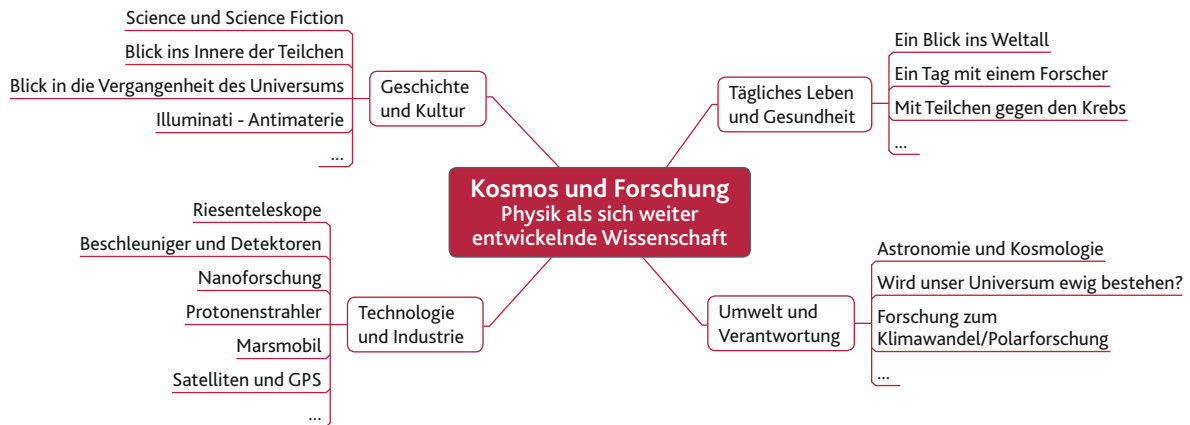 Science und Science Fiction
Blick ins Innere der Teilchen
Blick in die Vergangenheit des Universums
Illuminati - Antimaterie
...
Geschichte
und Kultur
Ein Blick ins Weltall
Ein Tag mit einem Forscher
Mit Teilchen gegen den Krebs
...
Tägliches Leben
und Gesundheit
Kosmos und Forschung
Physik als sich weiter
entwickelnde Wissenschaft
Riesenteleskope
Beschleuniger und Detektoren
Nanoforschung
Protonenstrahler
Marsmobil
Satelliten und GPS
...
Technologie
und Industrie
Umwelt und
Verantwortung
Astronomie und Kosmologie
Wird unser Universum ewig bestehen?
Forschung zum
Klimawandel/Polarforschung
...